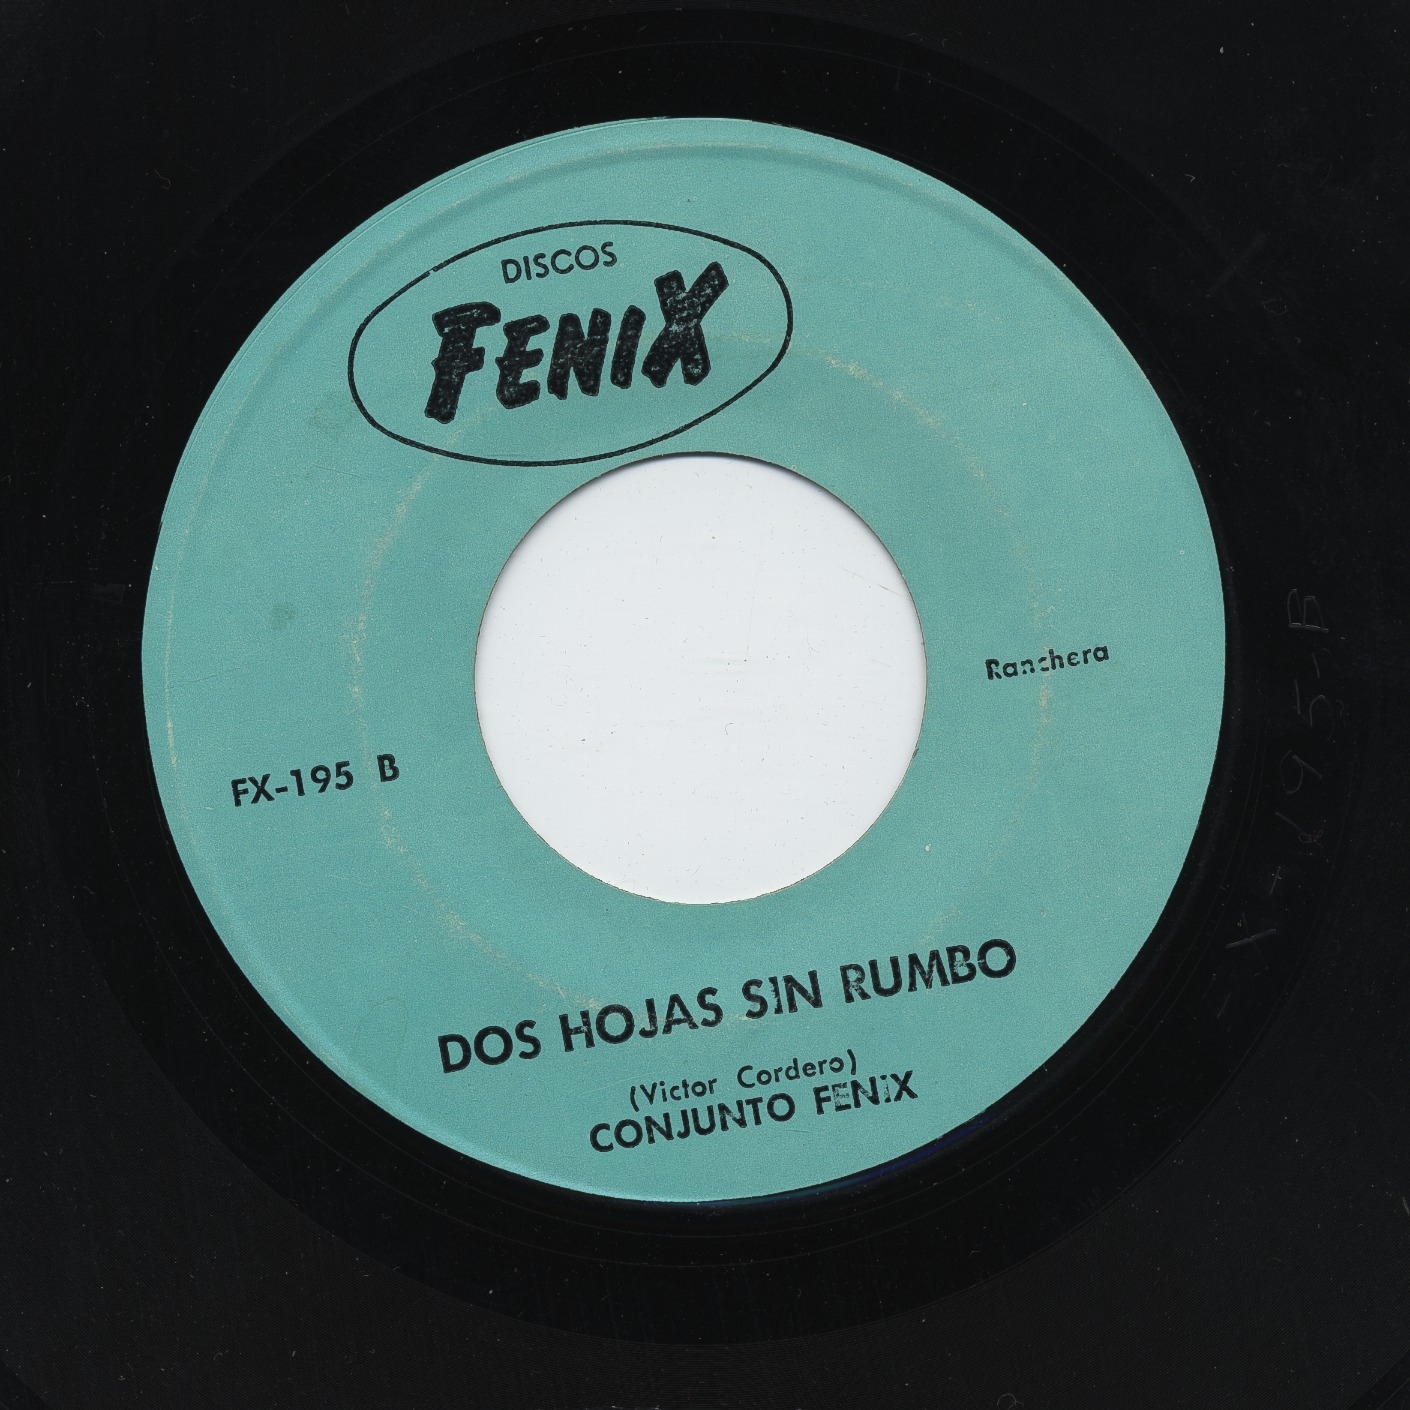 DISCOS
FENIX
Ranchera
FX-195 B
DOS HOJAS SIN RUMBO
(Victor Cordero)
CONJUNTO FENIX